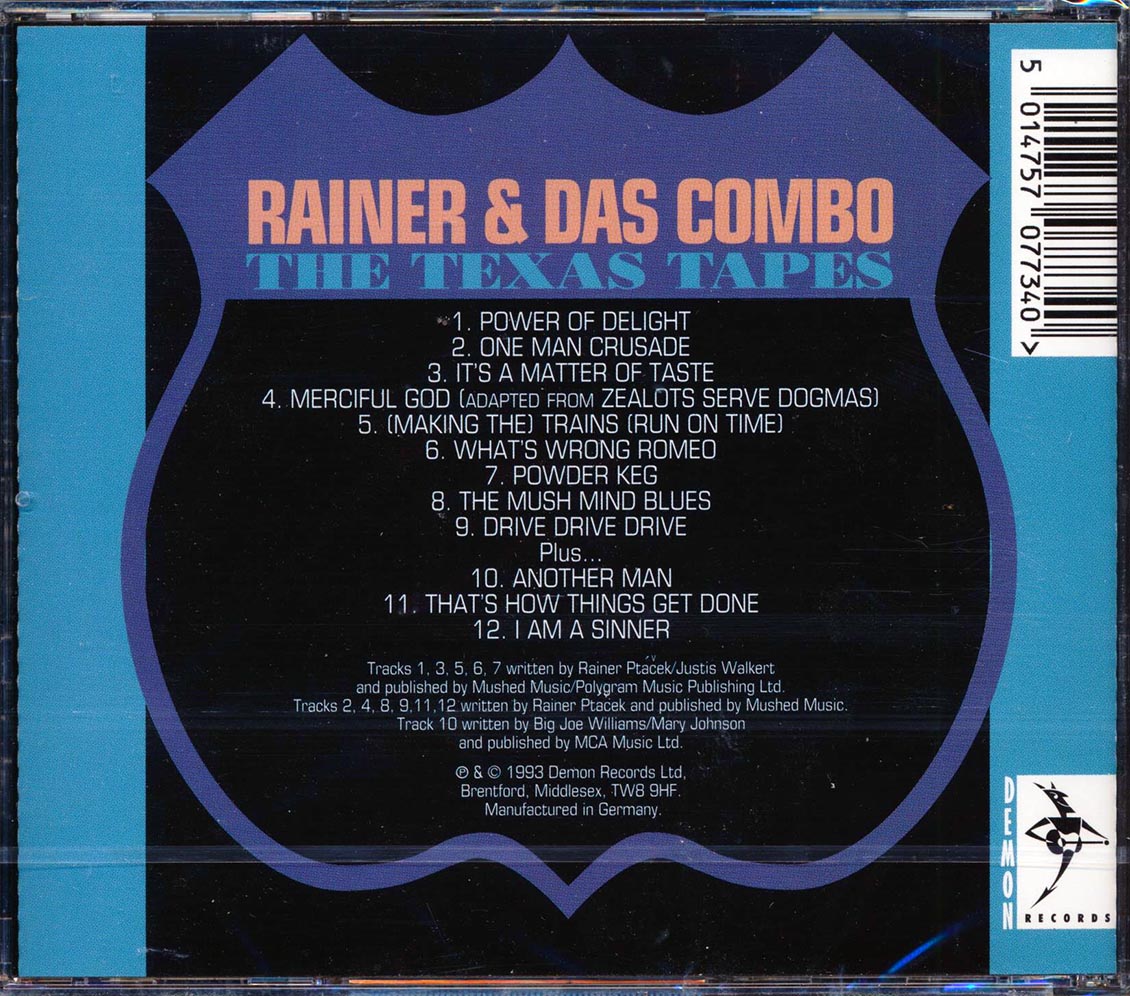 RAINER & DAS COMBO
THE TEXAS TAPES
1. POWER OF DELIGHT
2. ONE MAN CRUSADE
3. IT'S A MATTER OF TASTE
4. MERCIFUL GOD (ADAPTED FROM ZEALOTS SERVE DOGMAS)
5. (MAKING THE) TRAINS (RUN ON TIME)
6. WHAT'S WRONG ROMEO
7. POWDER KEG
8. THE MUSH MIND BLUES
9. DRIVE DRIVE DRIVE
Plus...
10. ANOTHER MAN
11. THAT'S HOW THINGS GET DONE
12. I AM A SINNER
Tracks 1, 3, 5, 6, 7 written by Rainer Ptáček/Justis Walkert
and published by Mushed Music/Polygram Music Publishing Ltd.
Tracks 2, 4, 8, 9,11,12 written by Rainer Ptáček and published by Mushed Music.
Track 10 written by Big Joe Williams/Mary Johnson
and published by MCA Music Ltd.
℗ & © 1993 Demon Records Ltd,
Brentford, Middlesex, TW8 9HF.
Manufactured in Germany.
5 014757 077340 >
DEMON
RECORDS